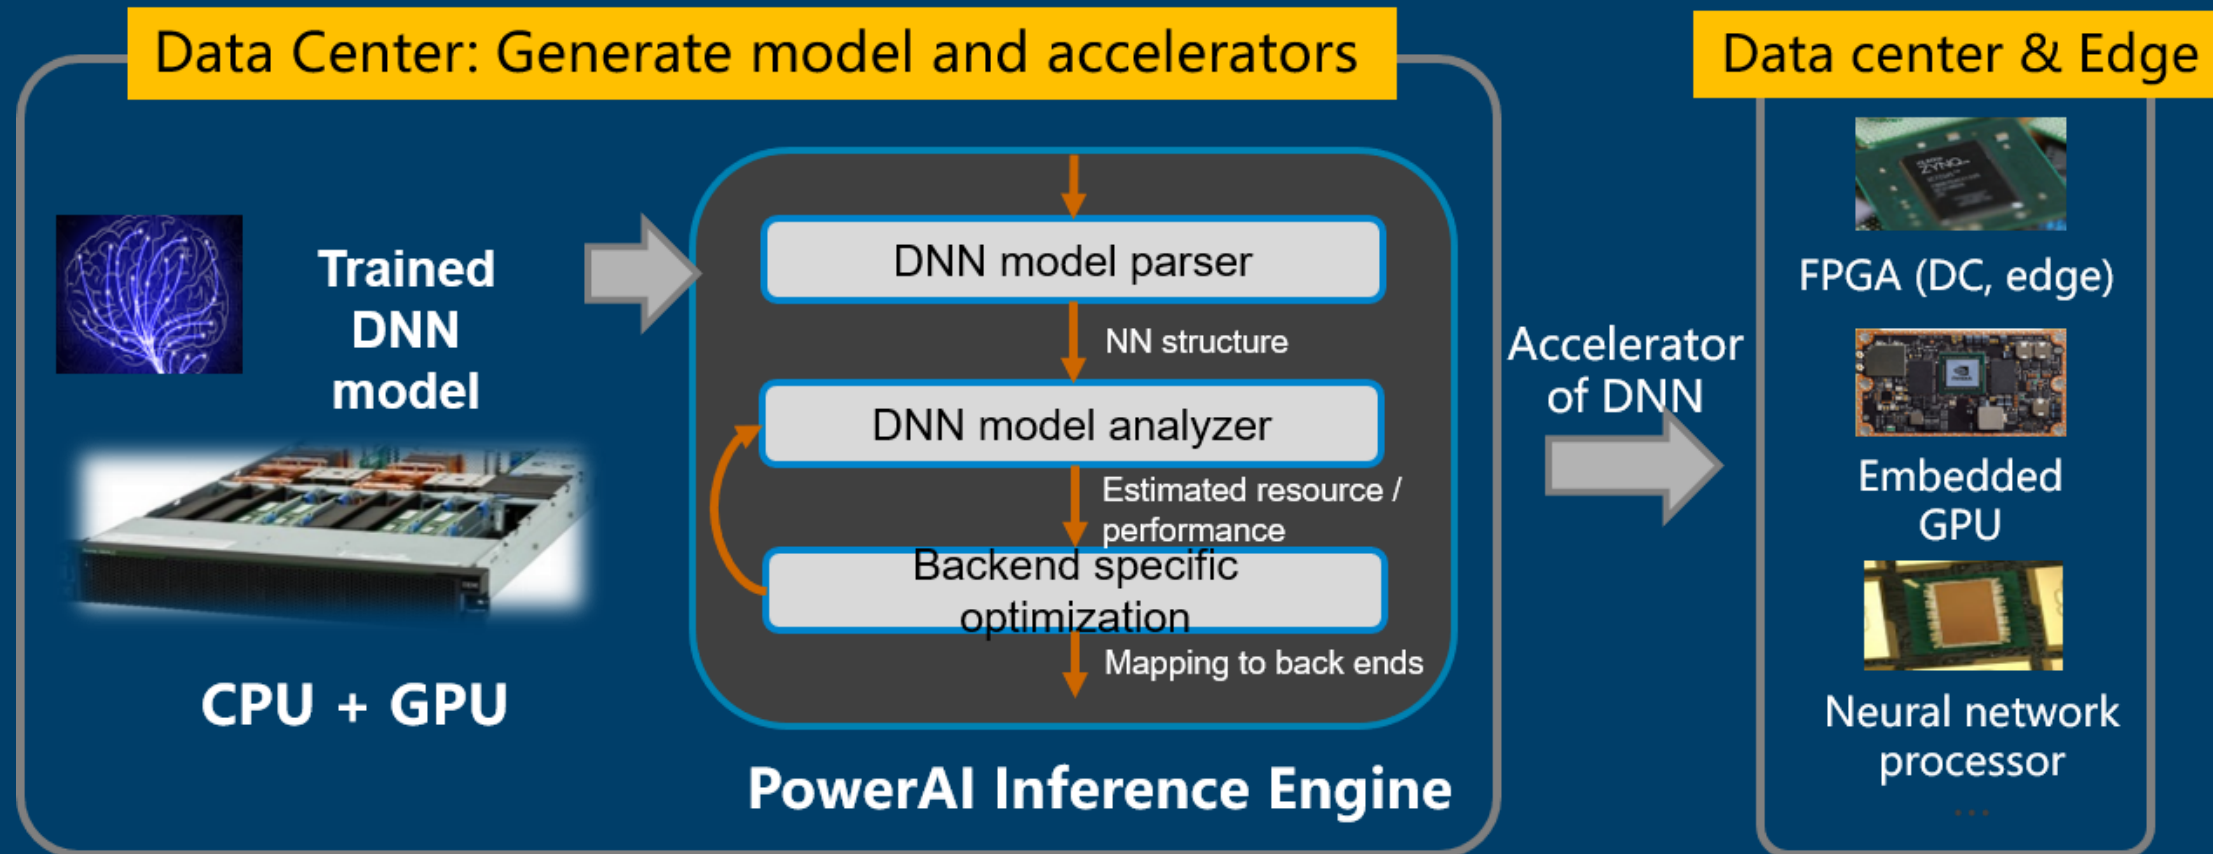 Data Center: Generate model and accelerators
Data center & Edge
Trained
DNN
model
CPU + GPU
DNN model parser
NN structure
DNN model analyzer
Estimated resource /
performance
Backend specific
optimization
Mapping to back ends
PowerAI Inference Engine
Accelerator
of DNN
ZYNQ
FPGA (DC, edge)
Embedded
GPU
Neural network
processor
...